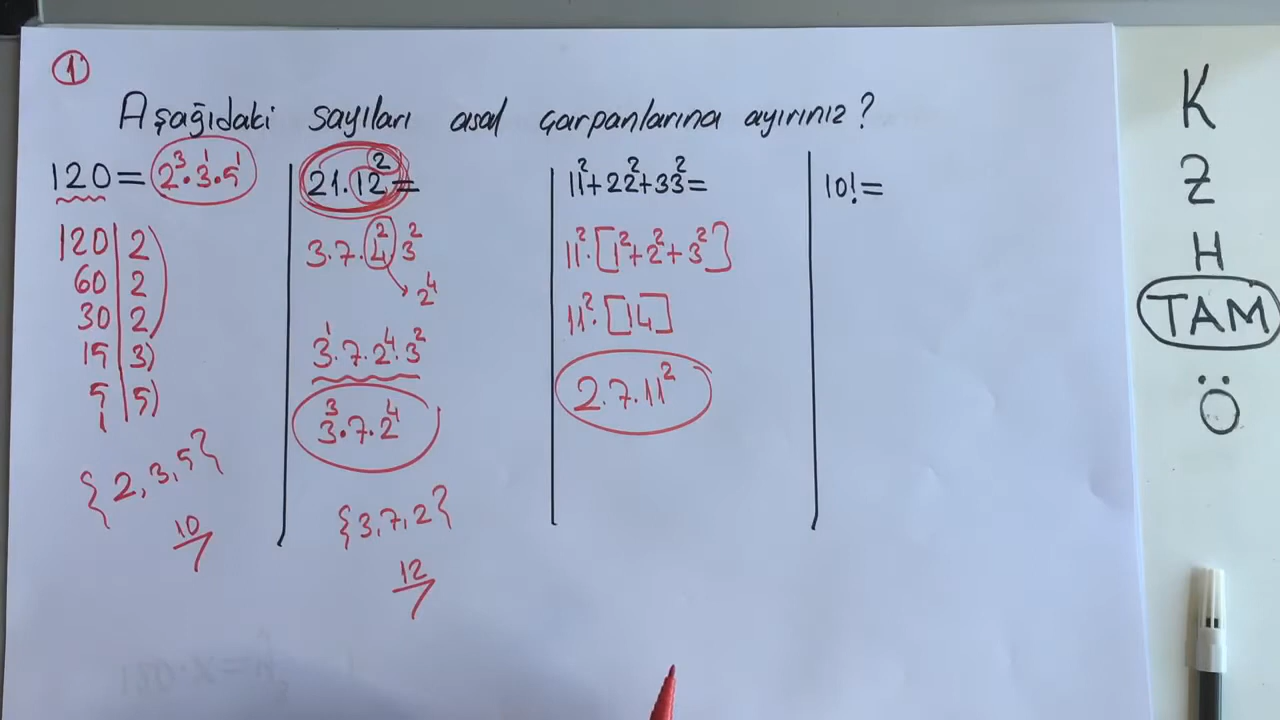 1
Aşağıdaki sayıları asal çarpanlarına ayırınız?
120 = 2³·3¹·5¹
120 | 2
60 | 2
30 | 2
15 | 3
5 | 5
1
{2,3,5}
10
21·12² =
3·7·4²·3²
2⁴
3¹·7·2⁴·3²
3³·7·2⁴
{3,7,2}
12
11²+22²+33²=
11²·[1²+2²+3²]
11²·[14]
2·7·11²
10! =
K
Z
H
TAM
Ö